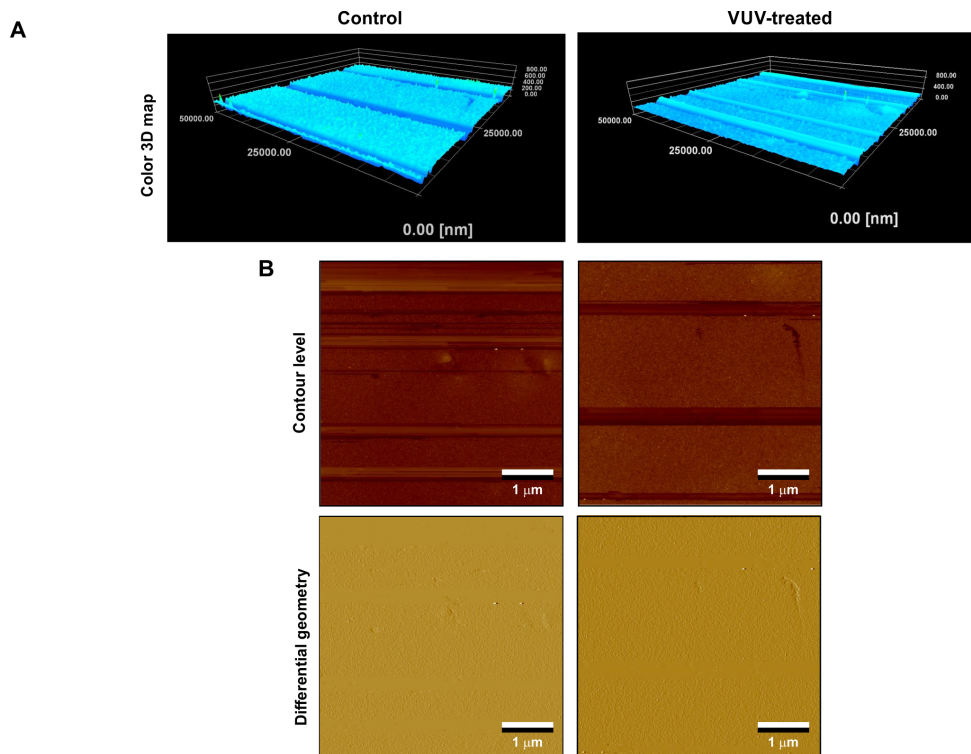 Control
VUV-treated
A
Color 3D map
800.00
600.00
400.00
200.00
0.00
50000.00
25000.00
25000.00
0.00 [nm]
800.00
400.00
0.00
50000.00
25000.00
25000.00
0.00 [nm]
B
Contour level
1 μm
1 μm
Differential geometry
1 μm
1 μm